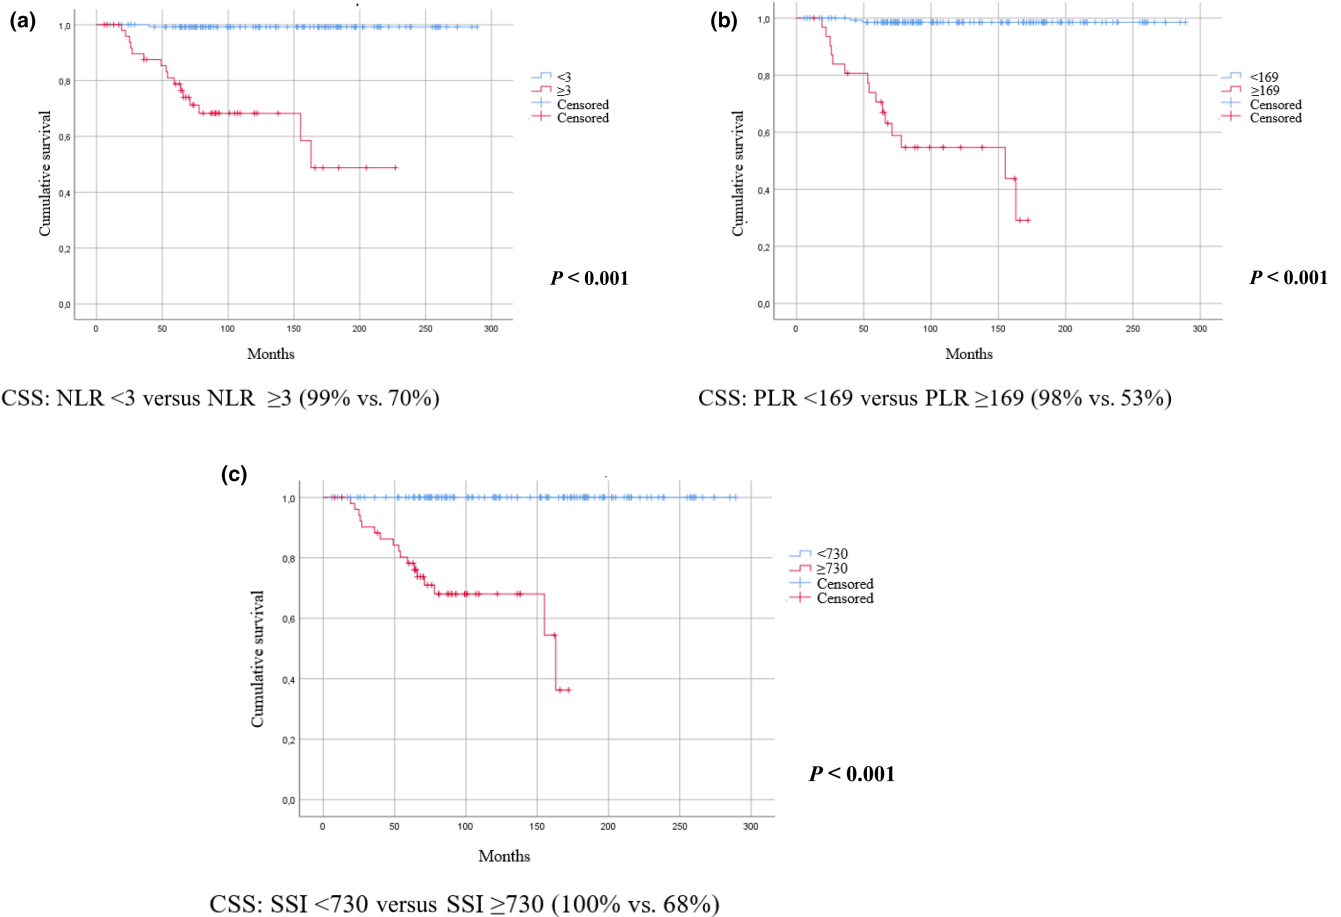 (a)
1,0
0,8
0,6
0,4
0,2
0,0
Cumulative survival
0 50 100 150 200 250 300
Months
<3
≥3
Censored
Censored
P < 0.001
CSS: NLR <3 versus NLR ≥3 (99% vs. 70%)
(b)
1,0
0,8
0,6
0,4
0,2
0,0
Cumulative survival
0 50 100 150 200 250 300
Months
<169
≥169
Censored
Censored
P < 0.001
CSS: PLR <169 versus PLR ≥169 (98% vs. 53%)
(c)
1,0
0,8
0,6
0,4
0,2
0,0
Cumulative survival
0 50 100 150 200 250 300
Months
<730
≥730
Censored
Censored
P < 0.001
CSS: SSI <730 versus SSI ≥730 (100% vs. 68%)